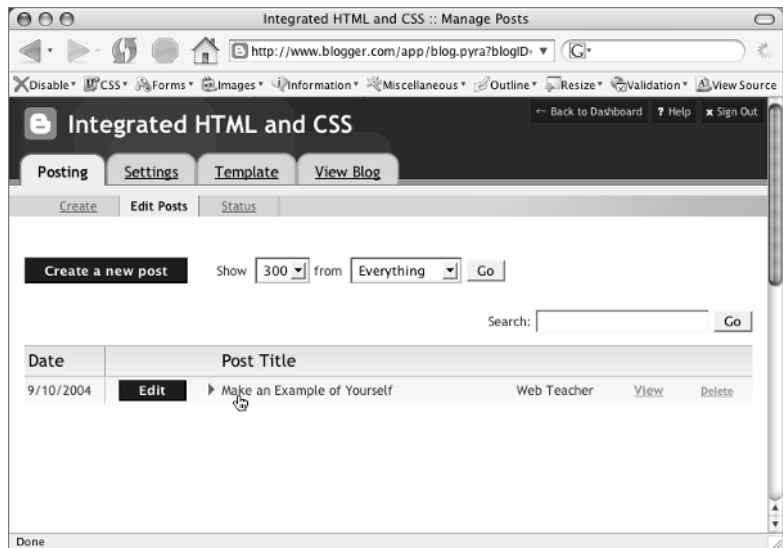 Integrated HTML and CSS :: Manage Posts
http://www.blogger.com/app/blog.pyra?blogID
G
Disable CSS Forms Images Information Miscellaneous Outline Resize Validation View Source
Integrated HTML and CSS
← Back to Dashboard ? Help x Sign Out
Posting Settings Template View Blog
Create Edit Posts Status
Create a new post Show 300 from Everything Go
Search: Go
Date Post Title
9/10/2004 Edit Make an Example of Yourself Web Teacher View Delete
Done